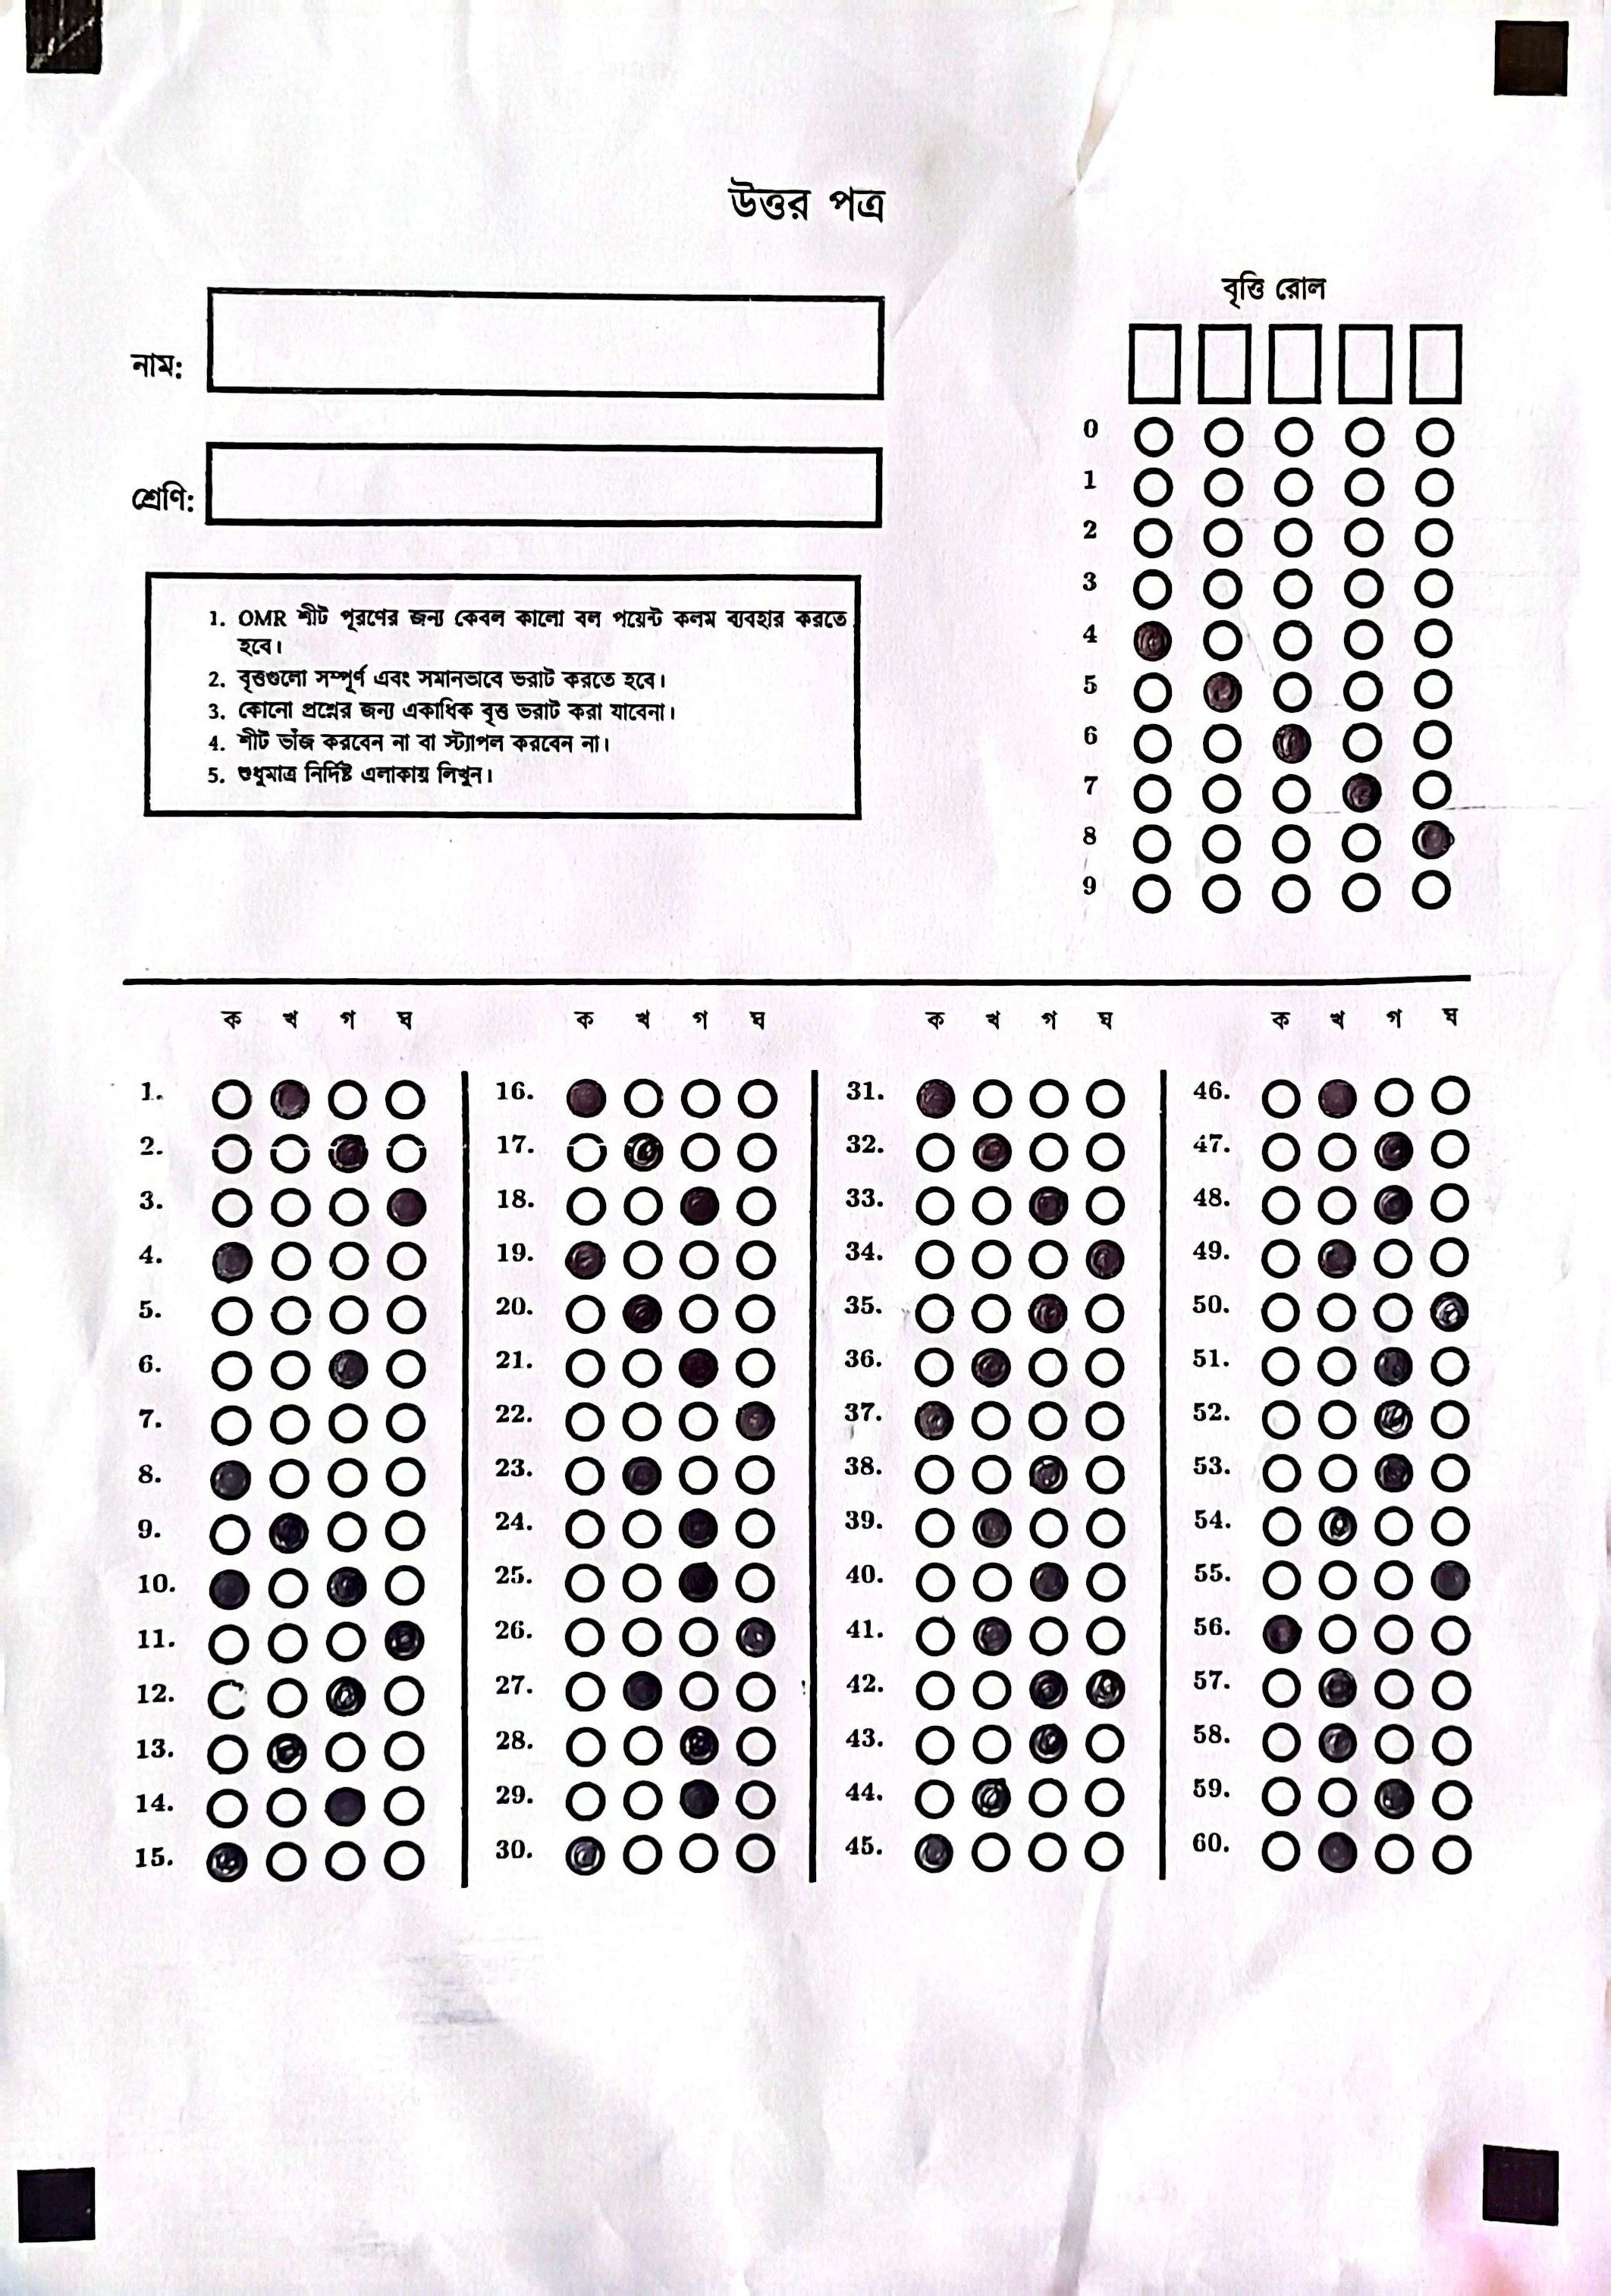 উত্তর পত্র
বৃত্তি রোল
নাম:
শ্রেণি:
1. OMR শীট পূরণের জন্য কেবল কালো বল পয়েন্ট কলম ব্যবহার করতে
হবে।
2. বৃত্তগুলো সম্পূর্ণ এবং সমানভাবে ভরাট করতে হবে।
3. কোনো প্রশ্নের জন্য একাধিক বৃত্ত ভরাট করা যাবেনা।
4. শীট ভাঁজ করবেন না বা স্ট্যাপল করবেন না।
5. শুধুমাত্র নির্দিষ্ট এলাকায় লিখুন।
0
1
2
3
4
5
6
7
8
9
ক খ গ ঘ ক খ গ ঘ ক খ গ ঘ ক খ গ ঘ
1. 16. 31. 46.
2. 17. 32. 47.
3. 18. 33. 48.
4. 19. 34. 49.
5. 20. 35. 50.
6. 21. 36. 51.
7. 22. 37. 52.
8. 23. 38. 53.
9. 24. 39. 54.
10. 25. 40. 55.
11. 26. 41. 56.
12. 27. 42. 57.
13. 28. 43. 58.
14. 29. 44. 59.
15. 30. 45. 60.